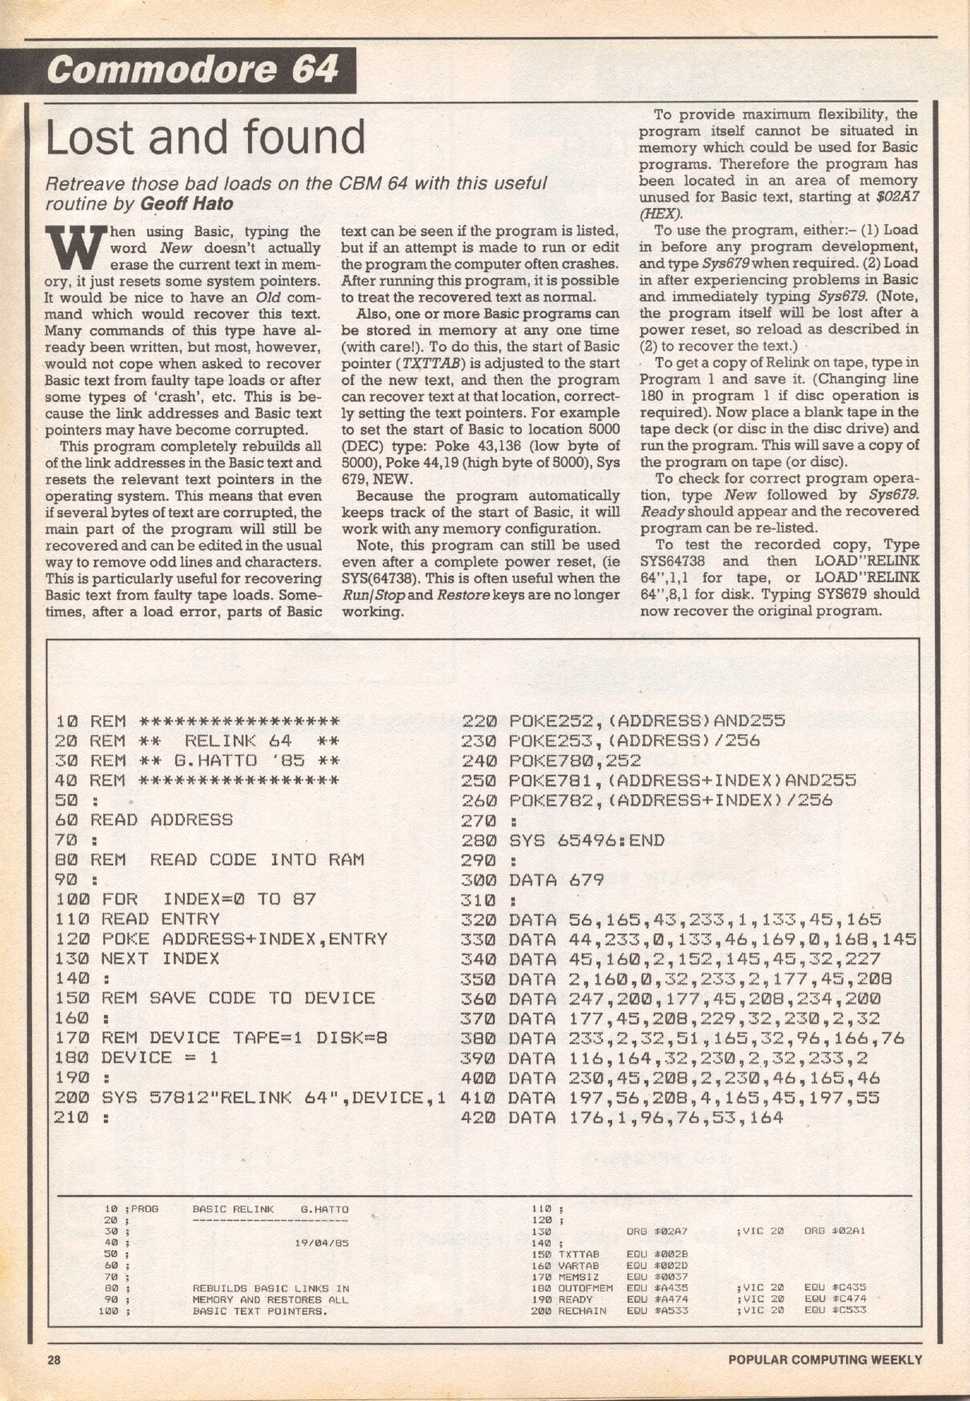 Commodore 64
Lost and found
Retreave those bad loads on the CBM 64 with this useful
routine by Geoff Hato
When using Basic, typing the
word New doesn't actually
erase the current text in mem-
ory, it just resets some system pointers.
It would be nice to have an Old com-
mand which would recover this text.
Many commands of this type have al-
ready been written, but most, however,
would not cope when asked to recover
Basic text from faulty tape loads or after
some types of 'crash', etc. This is be-
cause the link addresses and Basic text
pointers may have become corrupted.
This program completely rebuilds all
of the link addresses in the Basic text and
resets the relevant text pointers in the
operating system. This means that even
if several bytes of text are corrupted, the
main part of the program will still be
recovered and can be edited in the usual
way to remove odd lines and characters.
This is particularly useful for recovering
Basic text from faulty tape loads. Some-
times, after a load error, parts of Basic
text can be seen if the program is listed,
but if an attempt is made to run or edit
the program the computer often crashes.
After running this program, it is possible
to treat the recovered text as normal.
Also, one or more Basic programs can
be stored in memory at any one time
(with care!). To do this, the start of Basic
pointer (TXTTAB) is adjusted to the start
of the new text, and then the program
can recover text at that location, correct-
ly setting the text pointers. For example
to set the start of Basic to location 5000
(DEC) type: Poke 43,136 (low byte of
5000), Poke 44,19 (high byte of 5000), Sys
679, NEW.
Because the program automatically
keeps track of the start of Basic, it will
work with any memory configuration.
Note, this program can still be used
even after a complete power reset, (ie
SYS(64738). This is often useful when the
Run/Stop and Restore keys are no longer
working.
To provide maximum flexibility, the
program itself cannot be situated in
memory which could be used for Basic
programs. Therefore the program has
been located in an area of memory
unused for Basic text, starting at $02A7
(HEX).
To use the program, either:– (1) Load
in before any program development,
and type Sys679 when required. (2) Load
in after experiencing problems in Basic
and immediately typing Sys679. (Note,
the program itself will be lost after a
power reset, so reload as described in
(2) to recover the text.)
To get a copy of Relink on tape, type in
Program 1 and save it. (Changing line
180 in program 1 if disc operation is
required). Now place a blank tape in the
tape deck (or disc in the disc drive) and
run the program. This will save a copy of
the program on tape (or disc).
To check for correct program opera-
tion, type New followed by Sys679.
Ready should appear and the recovered
program can be re-listed.
To test the recorded copy, Type
SYS64738 and then LOAD"RELINK
64",1,1 for tape, or LOAD"RELINK
64",8,1 for disk. Typing SYS679 should
now recover the original program.
10 REM *****************
20 REM **  RELINK 64  **
30 REM ** G.HATTO '85 **
40 REM *****************
50 :
60 READ ADDRESS
70 :
80 REM  READ CODE INTO RAM
90 :
100 FOR  INDEX=0 TO 87
110 READ ENTRY
120 POKE ADDRESS+INDEX,ENTRY
130 NEXT INDEX
140 :
150 REM SAVE CODE TO DEVICE
160 :
170 REM DEVICE TAPE=1 DISK=8
180 DEVICE = 1
190 :
200 SYS 57812"RELINK 64",DEVICE,1
210 :
220 POKE252,(ADDRESS)AND255
230 POKE253,(ADDRESS)/256
240 POKE780,252
250 POKE781,(ADDRESS+INDEX)AND255
260 POKE782,(ADDRESS+INDEX)/256
270 :
280 SYS 65496:END
290 :
300 DATA 679
310 :
320 DATA 56,165,43,233,1,133,45,165
330 DATA 44,233,0,133,46,169,0,168,145
340 DATA 45,160,2,152,145,45,32,227
350 DATA 2,160,0,32,233,2,177,45,208
360 DATA 247,200,177,45,208,234,200
370 DATA 177,45,208,229,32,230,2,32
380 DATA 233,2,32,51,165,32,96,166,76
390 DATA 116,164,32,230,2,32,233,2
400 DATA 230,45,208,2,230,46,165,46
410 DATA 197,56,208,4,165,45,197,55
420 DATA 176,1,96,76,53,164
10 ;PROG BASIC RELINK G.HATTO
20 ; ------------------------
30 ;
40 ; 19/04/85
50 ;
60 ;
70 ;
80 ; REBUILDS BASIC LINKS IN
90 ; MEMORY AND RESTORES ALL
100 ; BASIC TEXT POINTERS.
110 ;
120 ;
130 ORG $02A7 ;VIC 20 ORG $02A1
140 ;
150 TXTTAB EQU $002B
160 VARTAB EQU $002D
170 MEMSIZ EQU $0037
180 OUTOFMEM EQU $A435 ;VIC 20 EQU $C435
190 READY EQU $A474 ;VIC 20 EQU $C474
200 RECHAIN EQU $A533 ;VIC 20 EQU $C533
28
POPULAR COMPUTING WEEKLY